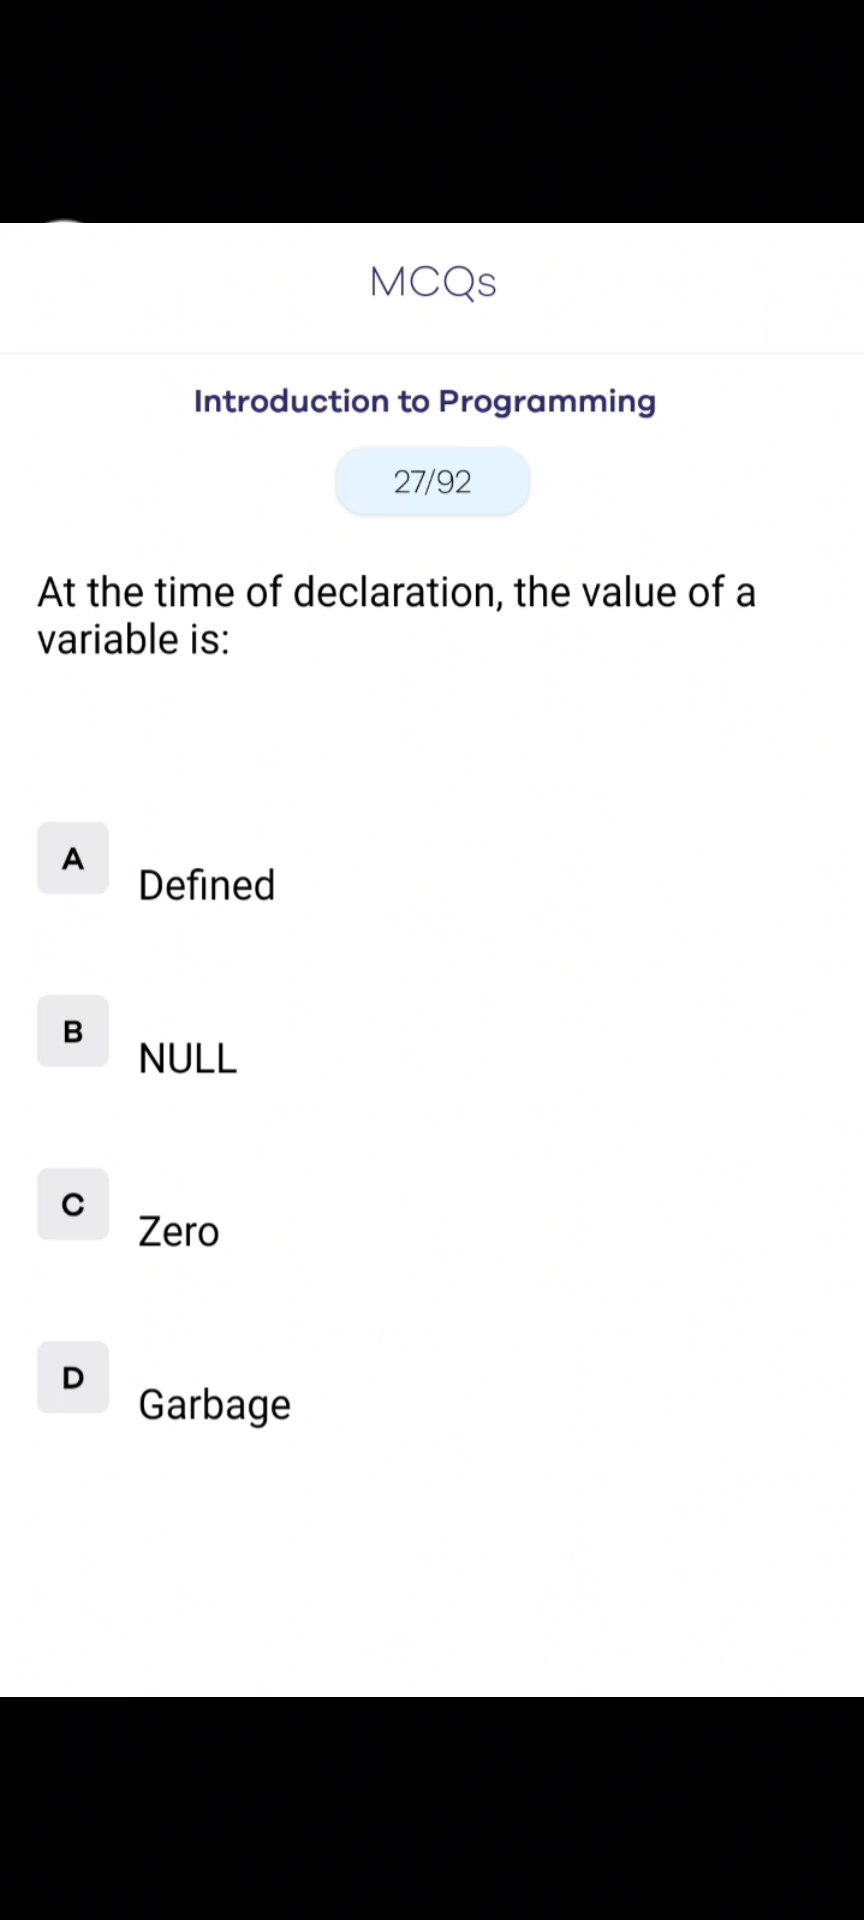 MCQs
Introduction to Programming
27/92
At the time of declaration, the value of a
variable is:
A
Defined
B
NULL
C
Zero
D
Garbage